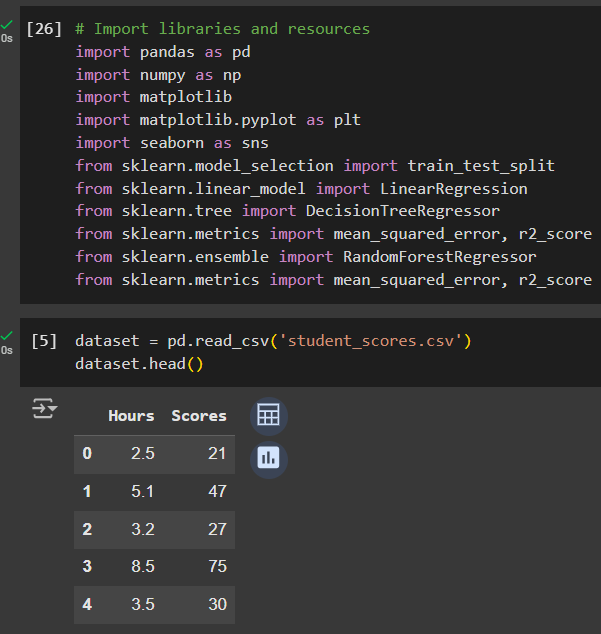 [26] # Import libraries and resources
import pandas as pd
import numpy as np
import matplotlib
import matplotlib.pyplot as plt
import seaborn as sns
from sklearn.model_selection import train_test_split
from sklearn.linear_model import LinearRegression
from sklearn.tree import DecisionTreeRegressor
from sklearn.metrics import mean_squared_error, r2_score
from sklearn.ensemble import RandomForestRegressor
from sklearn.metrics import mean_squared_error, r2_score
0s
[5] dataset = pd.read_csv('student_scores.csv')
dataset.head()
0s
Hours Scores
0 2.5 21
1 5.1 47
2 3.2 27
3 8.5 75
4 3.5 30